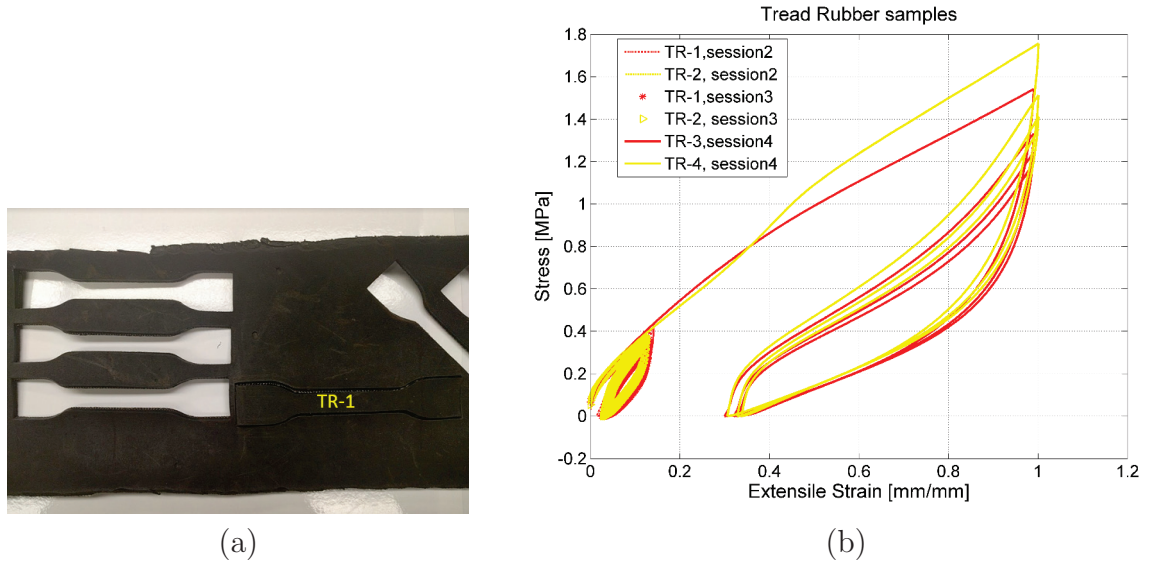 TR-1
(a)
Tread Rubber samples
TR-1,session2
TR-2, session2
TR-1,session3
TR-2, session3
TR-3,session4
TR-4, session4
Stress [MPa]
1.8
1.6
1.4
1.2
1
0.8
0.6
0.4
0.2
0
-0.2
0 0.2 0.4 0.6 0.8 1 1.2
Extensile Strain [mm/mm]
(b)